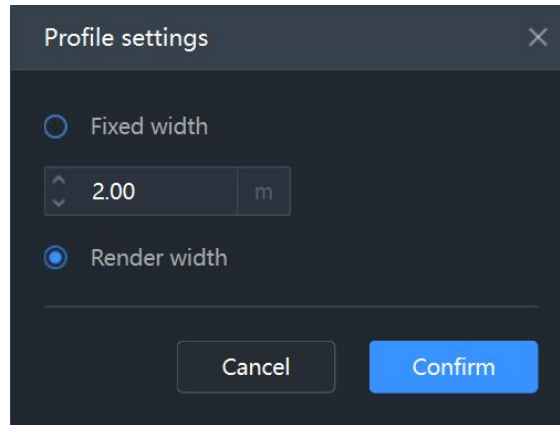 Profile settings
Fixed width
2.00 m
Render width
Cancel Confirm